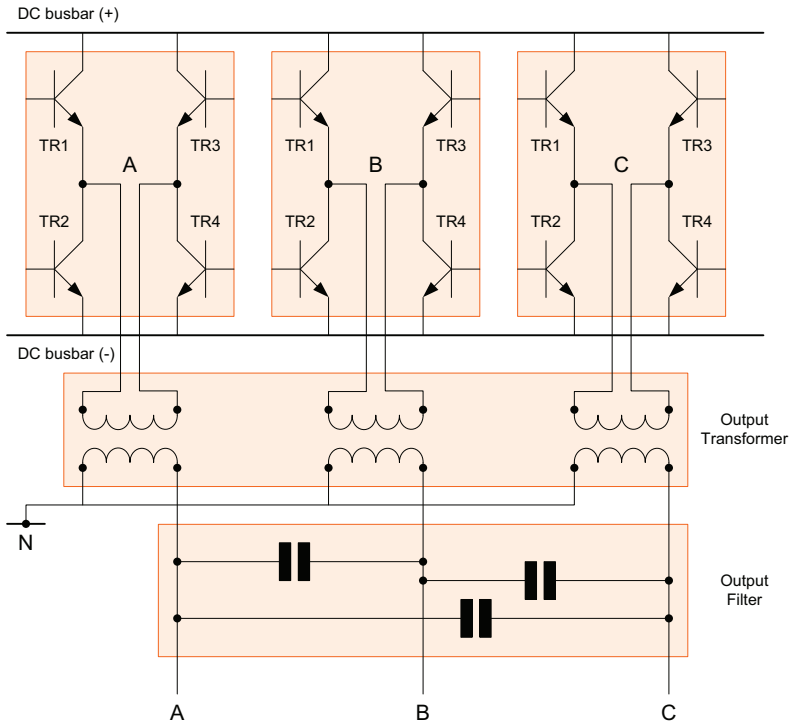 DC busbar (+)
TR1
A
TR3
TR2
TR4
TR1
B
TR3
TR2
TR4
TR1
C
TR3
TR2
TR4
DC busbar (-)
Output
Transformer
N
Output
Filter
A
B
C